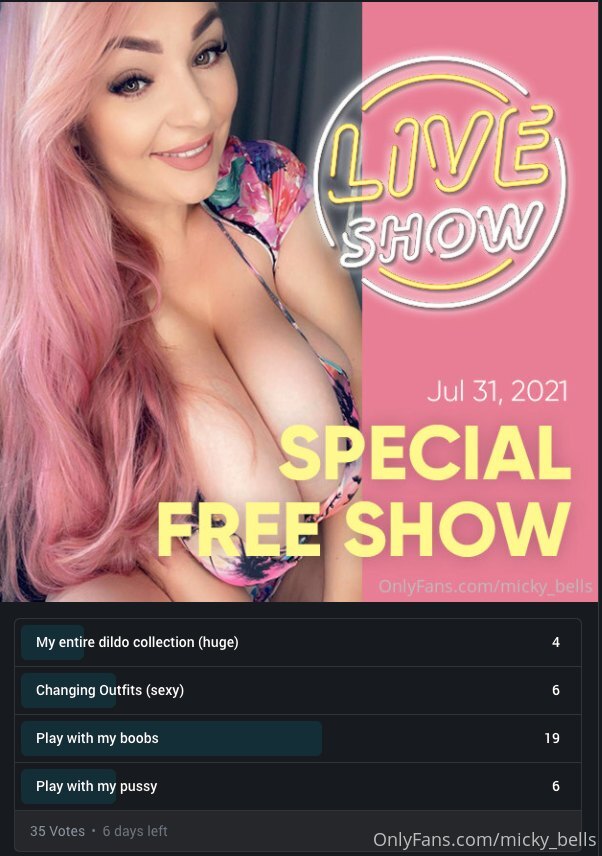 LIVE
SHOW
Jul 31, 2021
SPECIAL
FREE SHOW
OnlyFans.com/micky_bells
My entire dildo collection (huge) 4
Changing Outfits (sexy) 6
Play with my boobs 19
Play with my pussy 6
35 Votes • 6 days left
OnlyFans.com/micky_bells